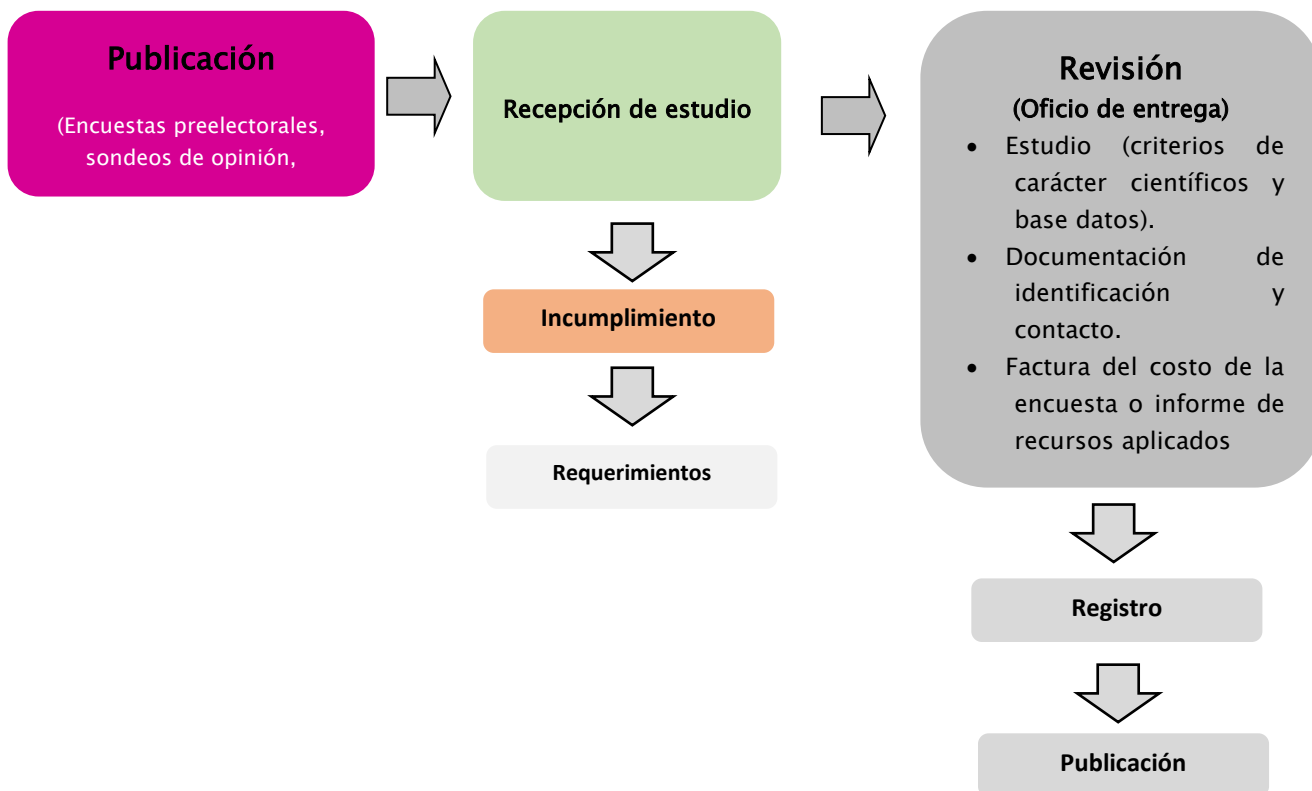 Publicación
(Encuestas preelectorales,
sondeos de opinión,
Recepción de estudio
Incumplimiento
Requerimientos
Revisión
(Oficio de entrega)
• Estudio (criterios de
carácter científicos y
base datos).
• Documentación de
identificación y
contacto.
• Factura del costo de la
encuesta o informe de
recursos aplicados
Registro
Publicación